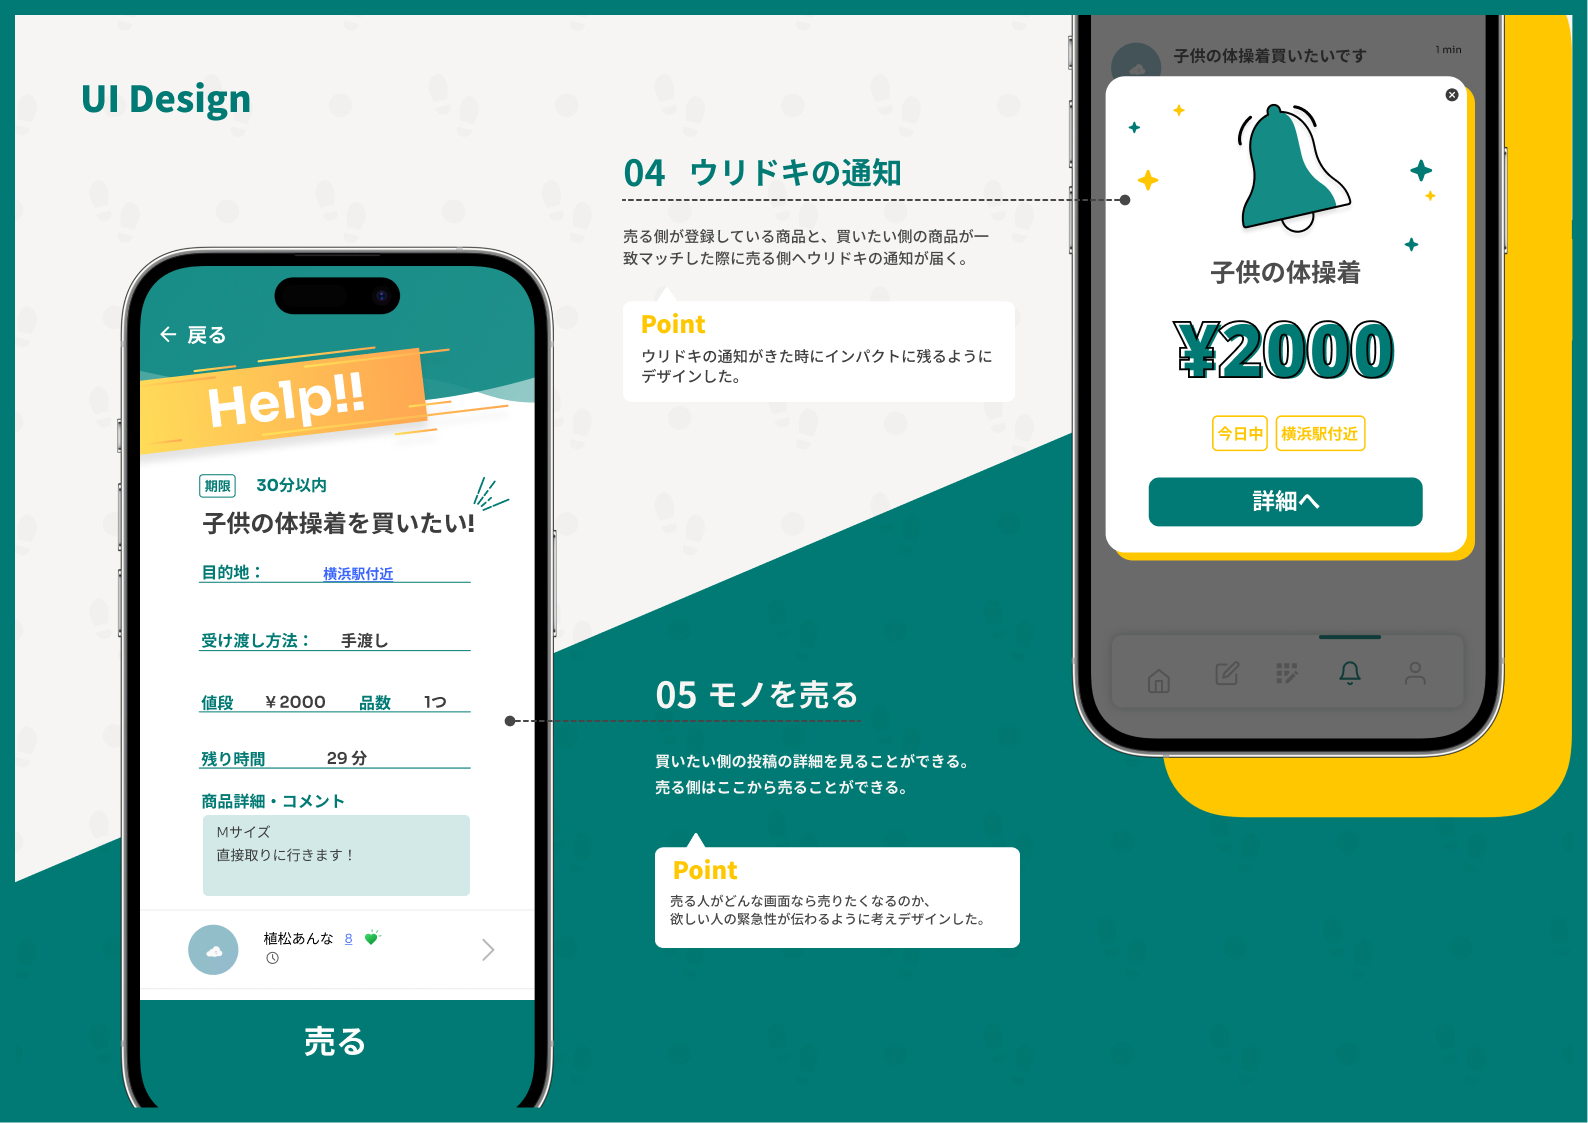 UI Design
04 ウリドキの通知
売る側が登録している商品と、買いたい側の商品が一
致マッチした際に売る側へウリドキの通知が届く。
Point
ウリドキの通知がきた時にインパクトに残るように
デザインした。
子供の体操着買いたいです
1 min
子供の体操着
¥2000
今日中 横浜駅付近
詳細へ
戻る
Help!!
期限 30分以内
子供の体操着を買いたい!
目的地： 横浜駅付近
受け渡し方法： 手渡し
値段 ¥2000 品数 1つ
残り時間 29 分
商品詳細・コメント
Mサイズ
直接取りに行きます！
植松あんな 8
売る
05 モノを売る
買いたい側の投稿の詳細を見ることができる。
売る側はここから売ることができる。
Point
売る人がどんな画面なら売りたくなるのか、
欲しい人の緊急性が伝わるように考えデザインした。